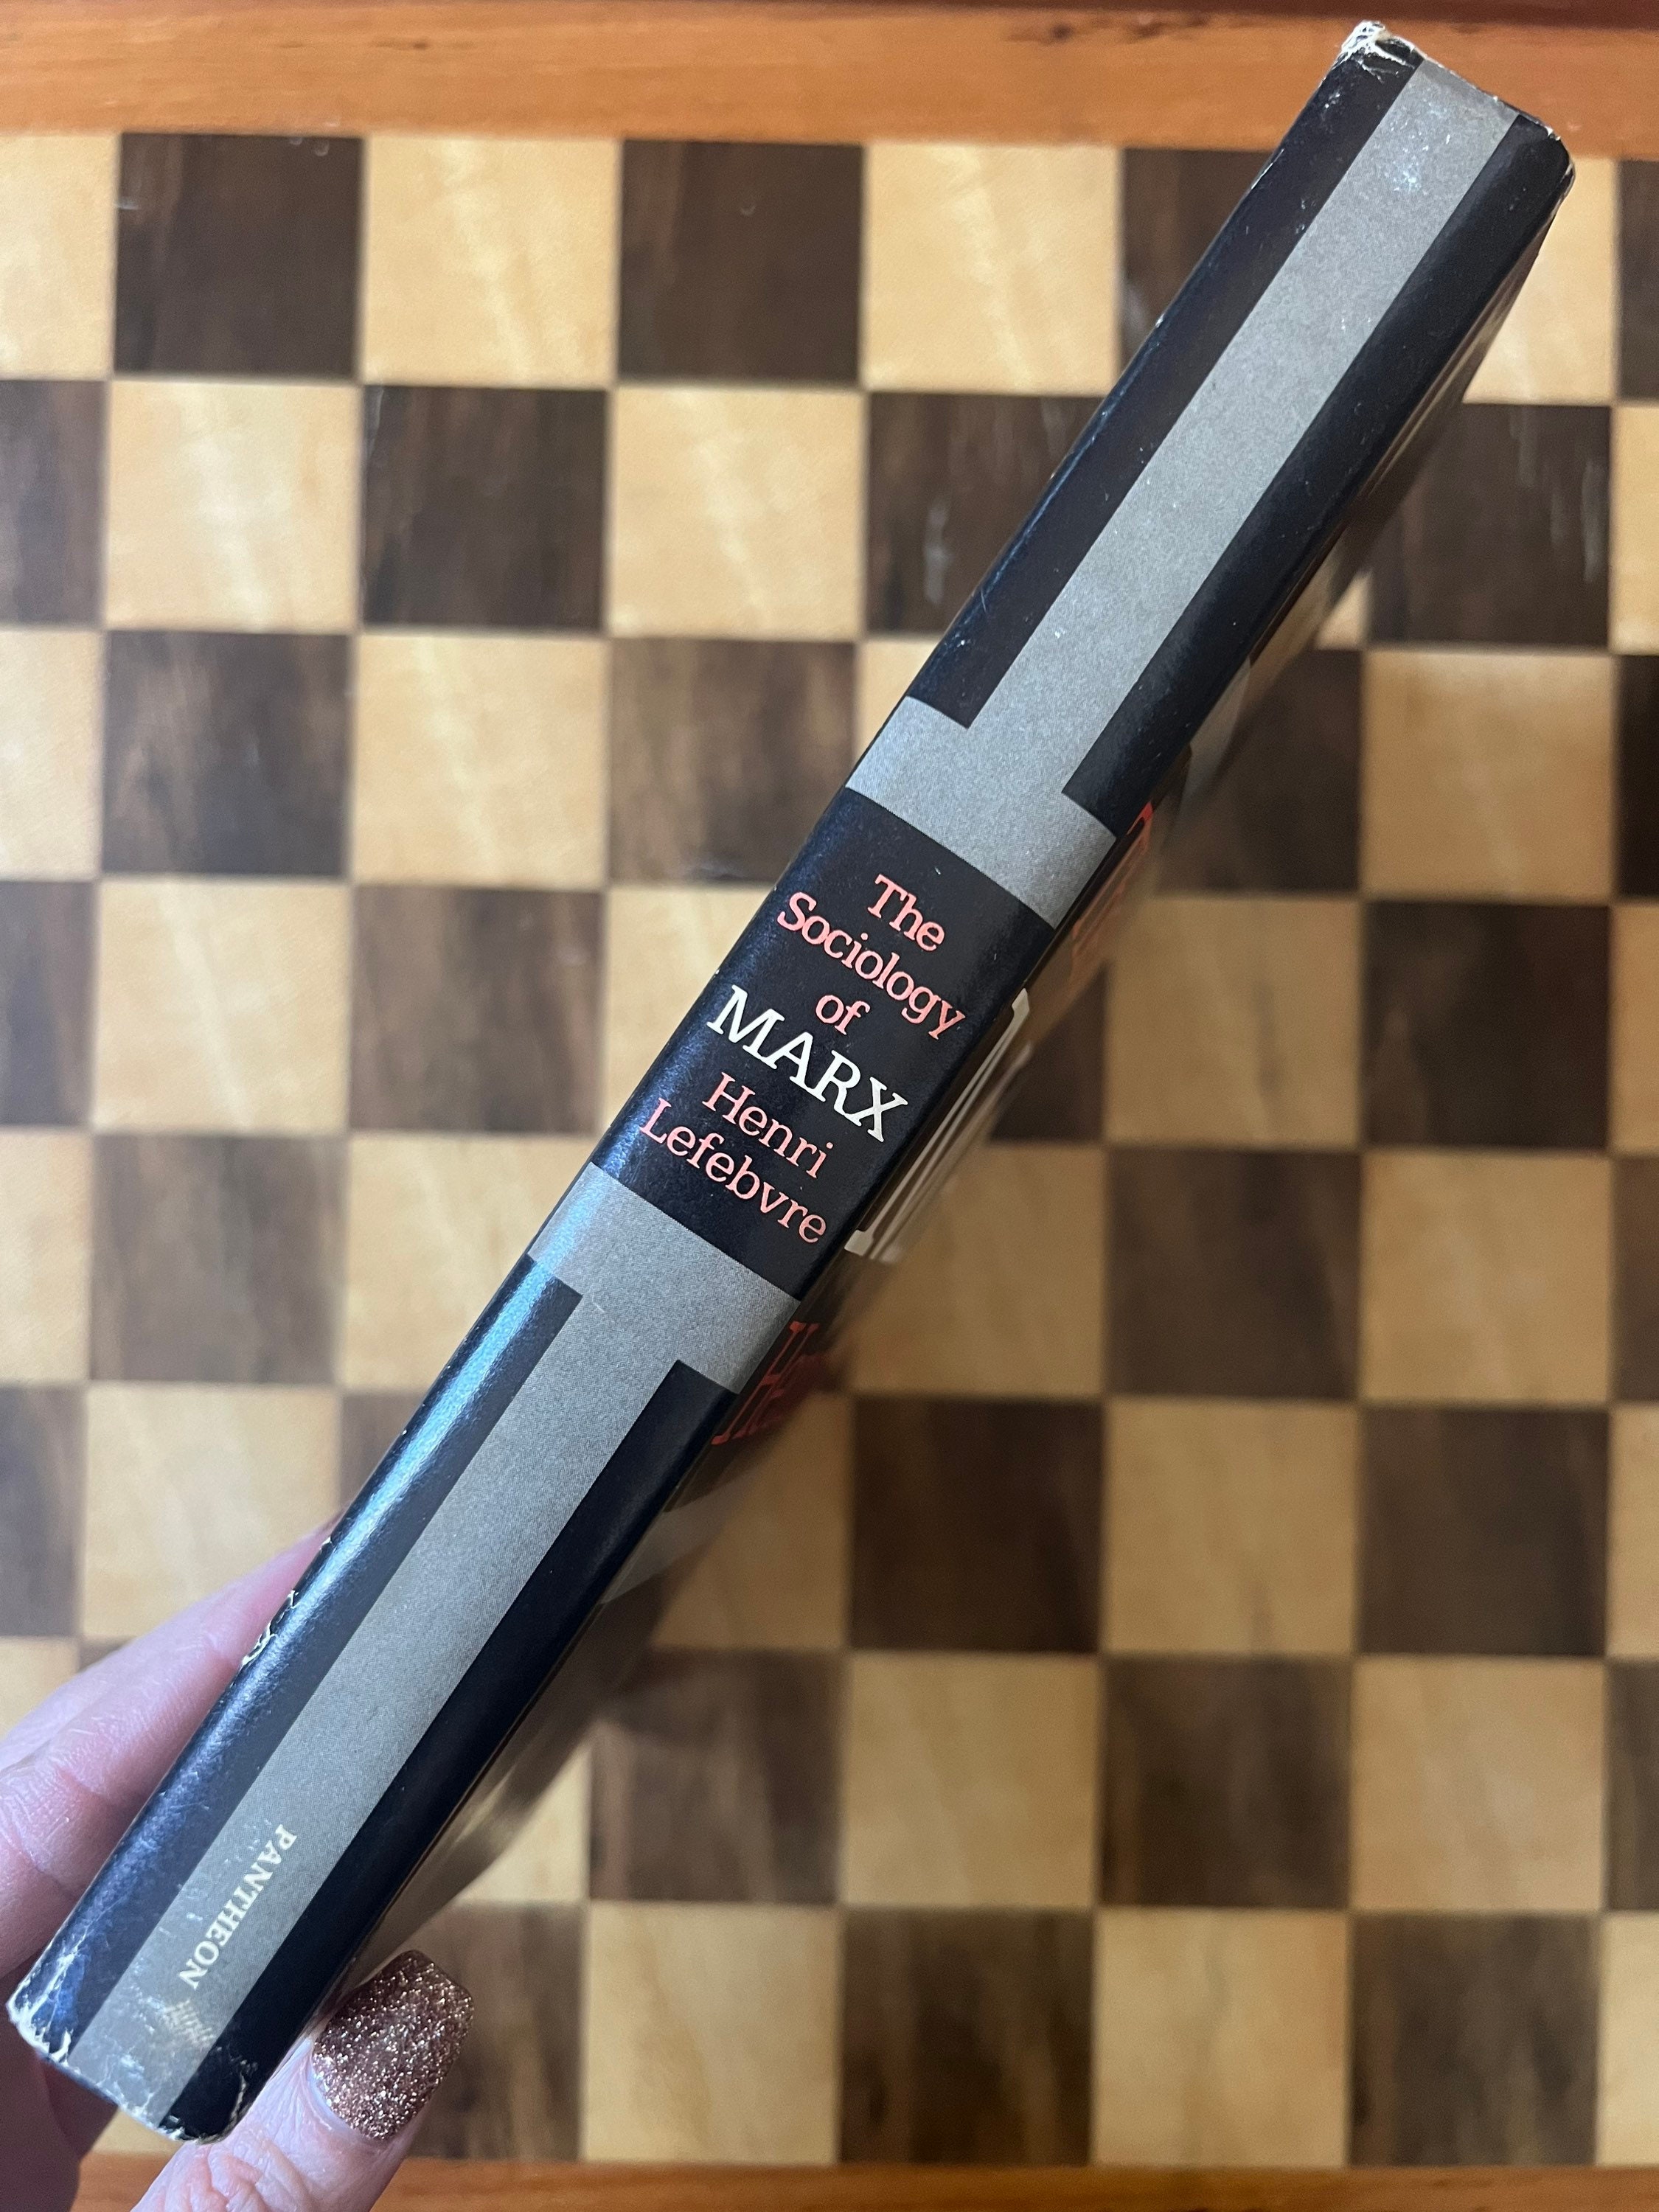 The
Sociology
of
MARX
Henri
Lefebvre
PANTHEON